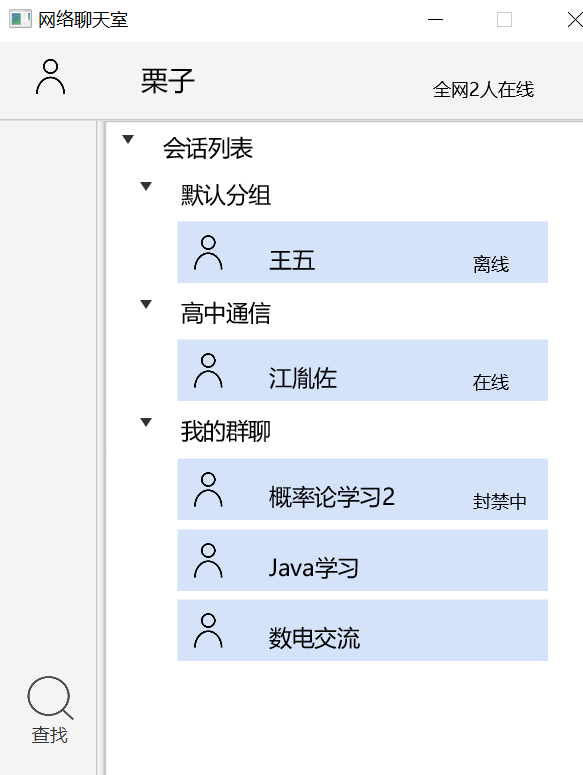 网络聊天室
栗子
全网2人在线
会话列表
默认分组
王五 离线
高中通信
江胤佐 在线
我的群聊
概率论学习2 封禁中
Java学习
数电交流
查找